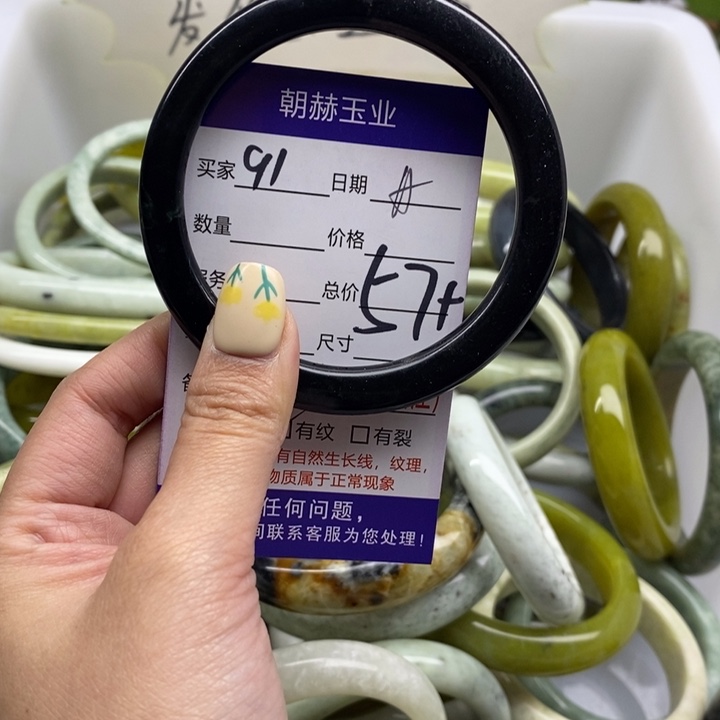 朝赫玉业
买家 91 日期
数量 价格
务 总价 57+
尺寸
有纹 □有裂
有自然生长线，纹理，
物质属于正常现象
任何问题，
联系客服为您处理！